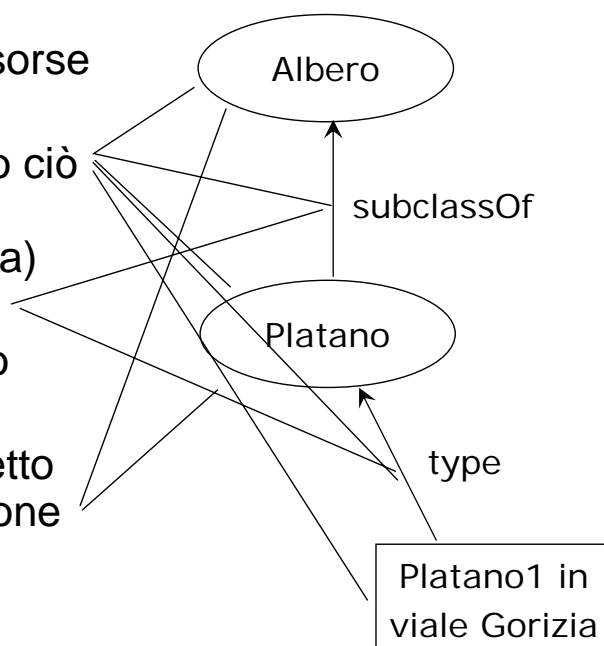 sorse
o ciò
a)
o
etto
one
Albero
subclassOf
Platano
type
Platano1 in
viale Gorizia